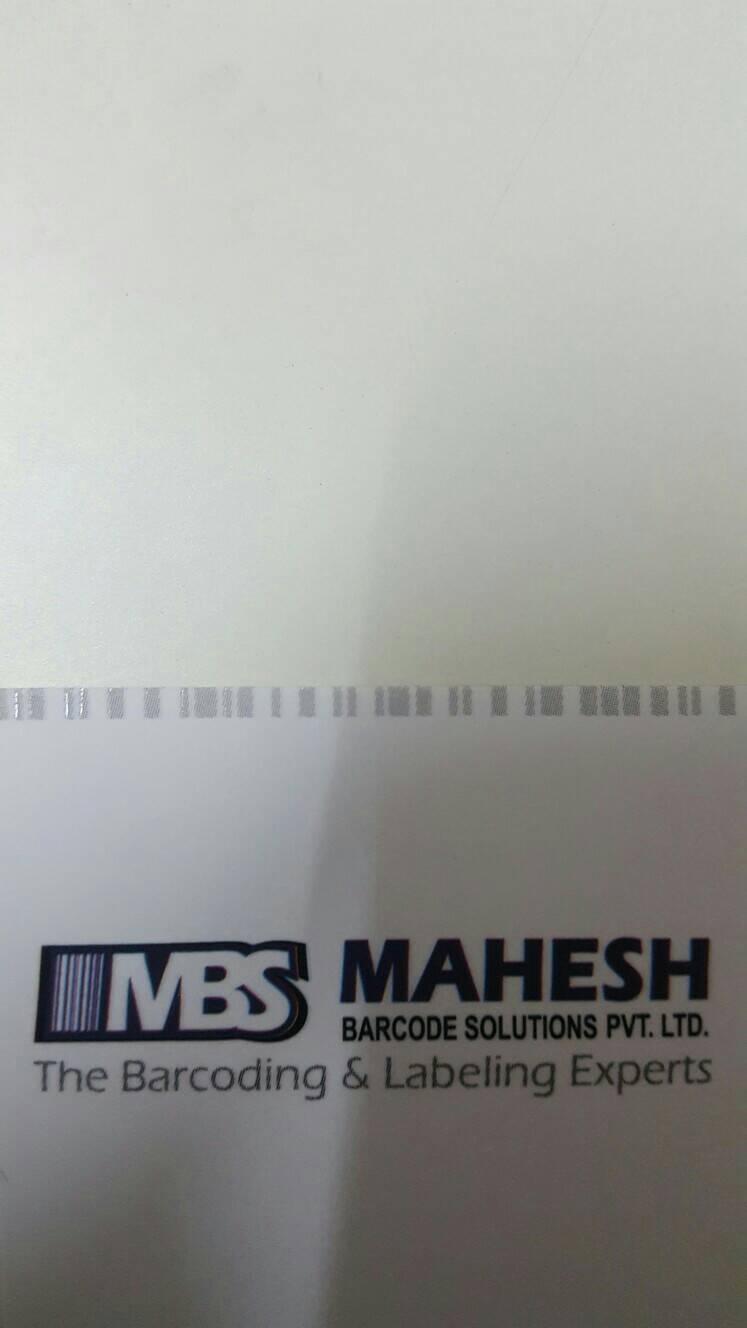 MBS MAHESH
BARCODE SOLUTIONS PVT. LTD.
The Barcoding & Labeling Experts